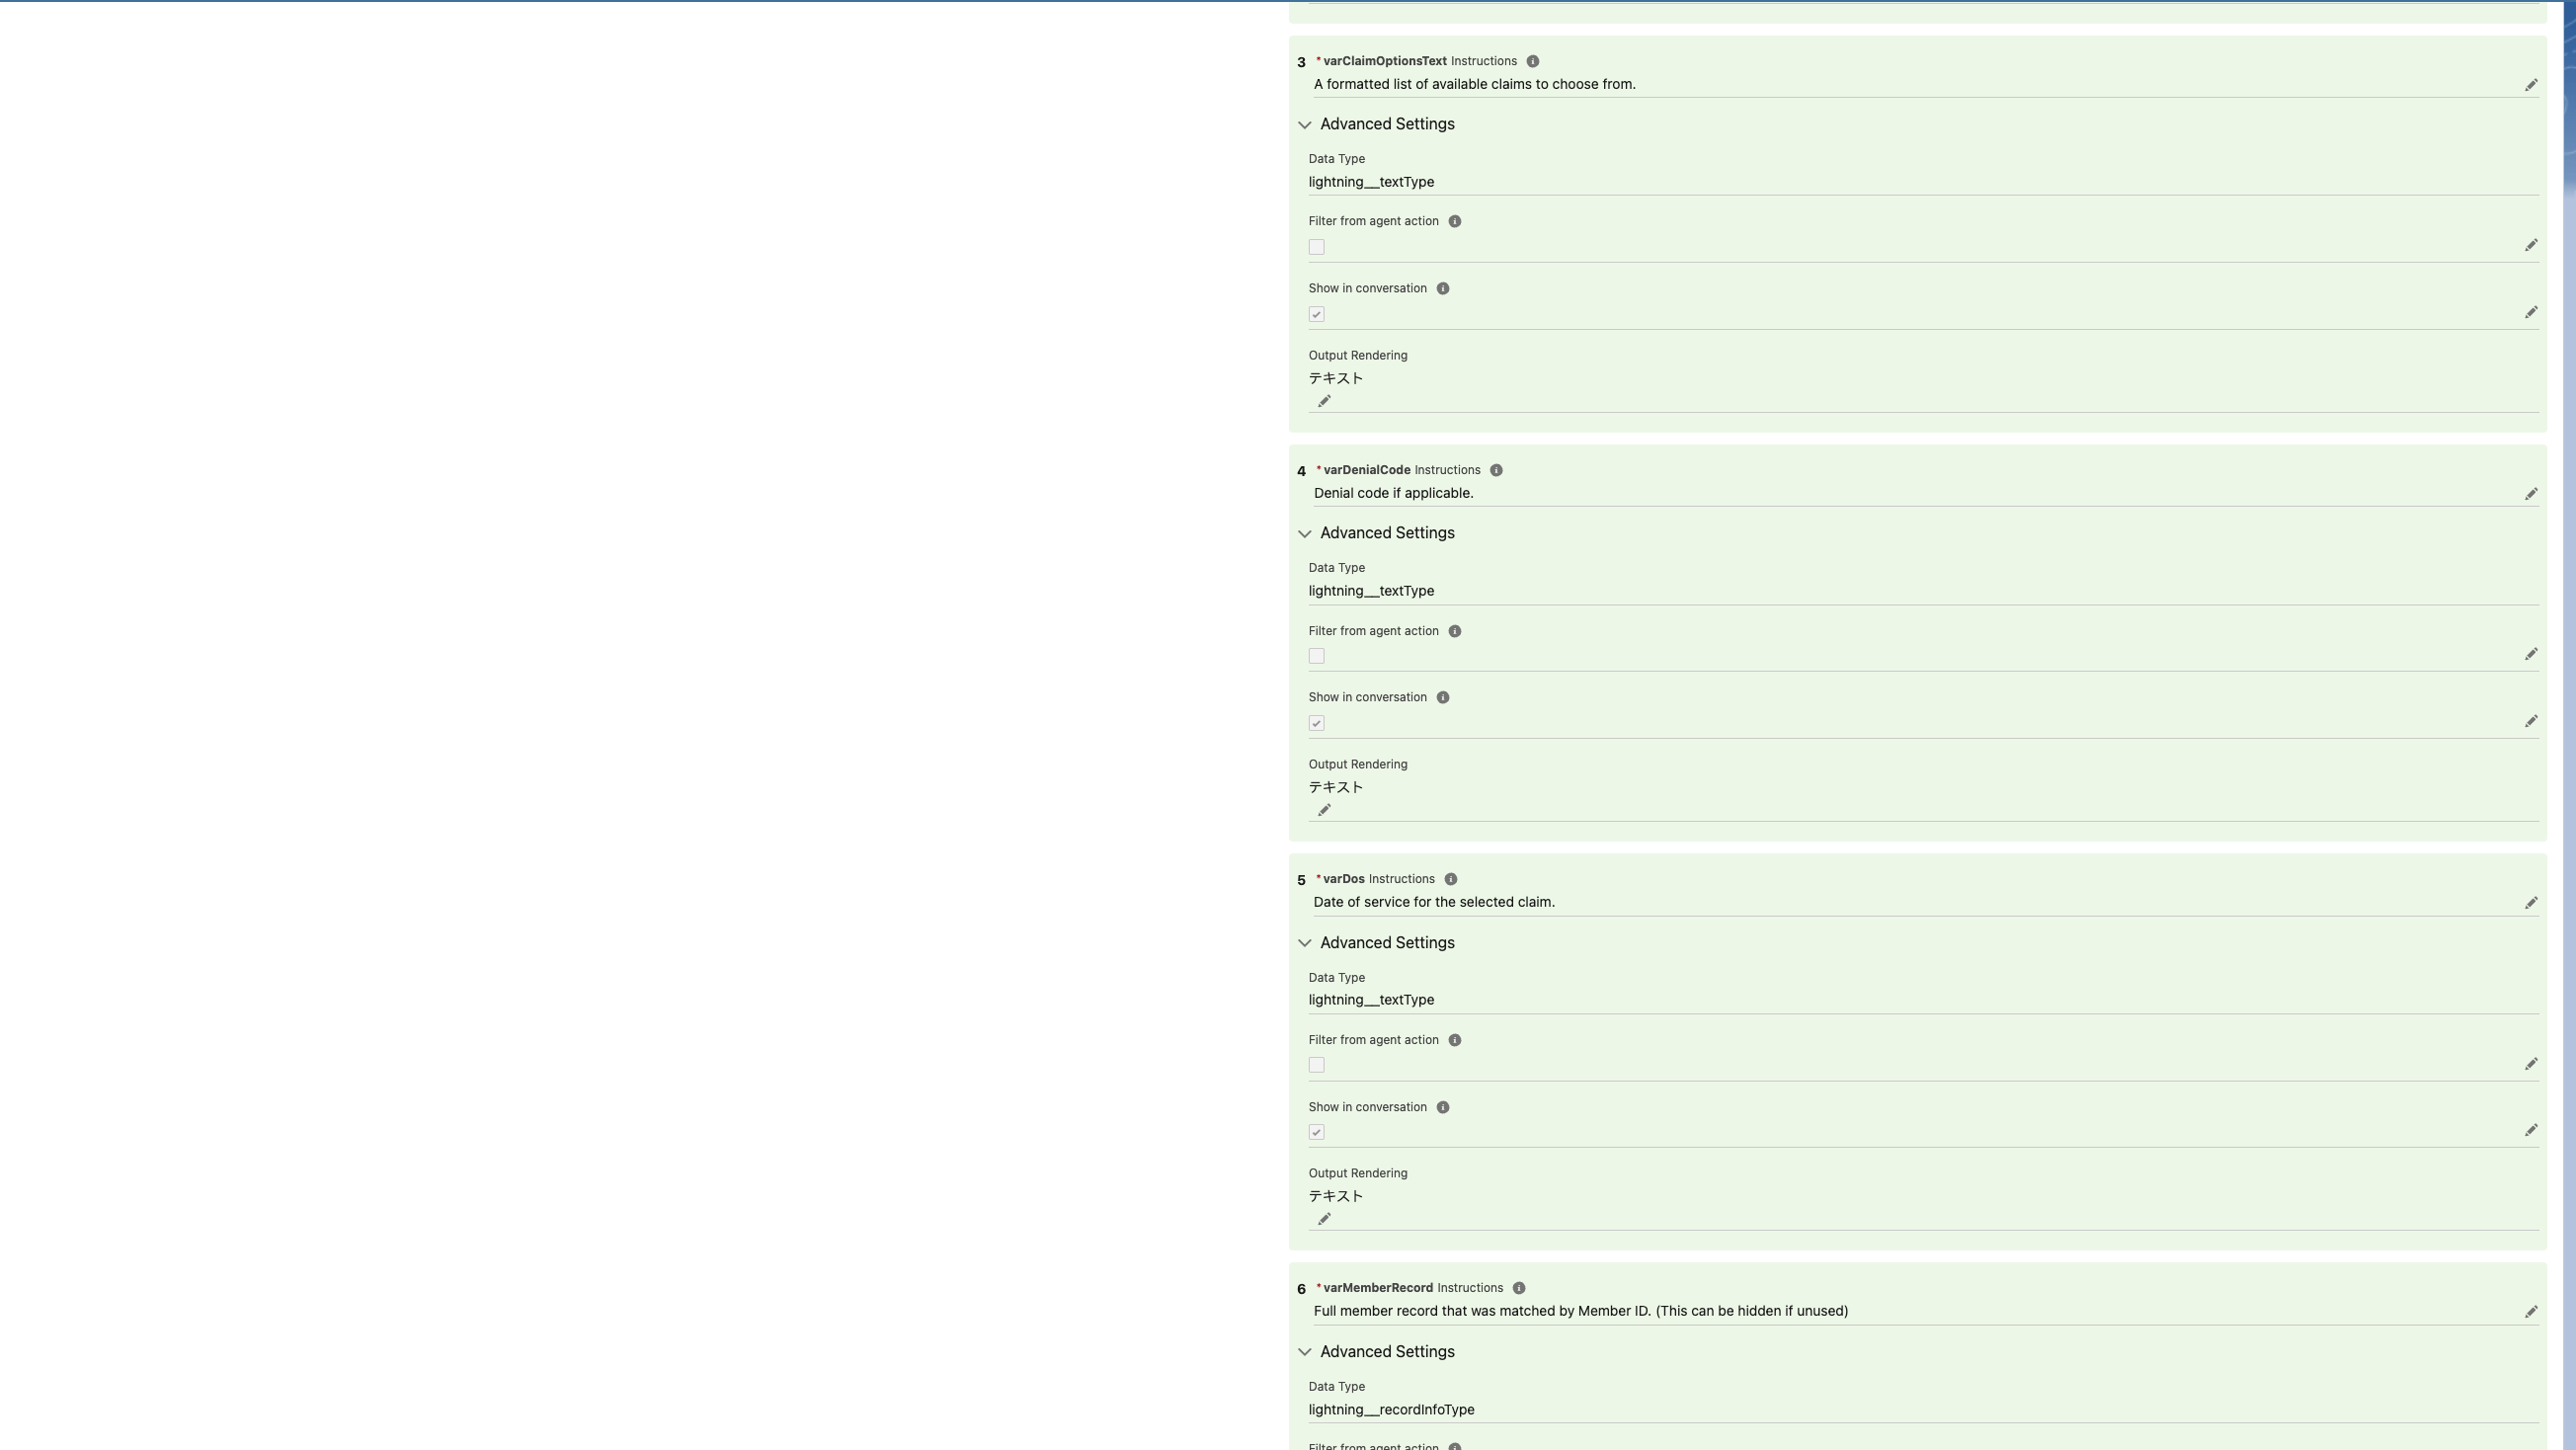 3 * varClaimOptionsText Instructions
A formatted list of available claims to choose from.
Advanced Settings
Data Type
lightning__textType
Filter from agent action
Show in conversation
Output Rendering
テキスト
4 * varDenialCode Instructions
Denial code if applicable.
Advanced Settings
Data Type
lightning__textType
Filter from agent action
Show in conversation
Output Rendering
テキスト
5 * varDos Instructions
Date of service for the selected claim.
Advanced Settings
Data Type
lightning__textType
Filter from agent action
Show in conversation
Output Rendering
テキスト
6 * varMemberRecord Instructions
Full member record that was matched by Member ID. (This can be hidden if unused)
Advanced Settings
Data Type
lightning__recordInfoType
Filter from agent action